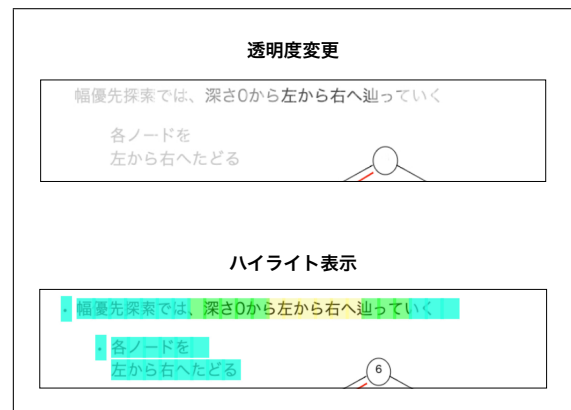 透明度変更
幅優先探索では、深さ0から左から右へ辿っていく
各ノードを
左から右へたどる
ハイライト表示
・幅優先探索では、深さ0から左から右へ辿っていく
・各ノードを
左から右へたどる
6